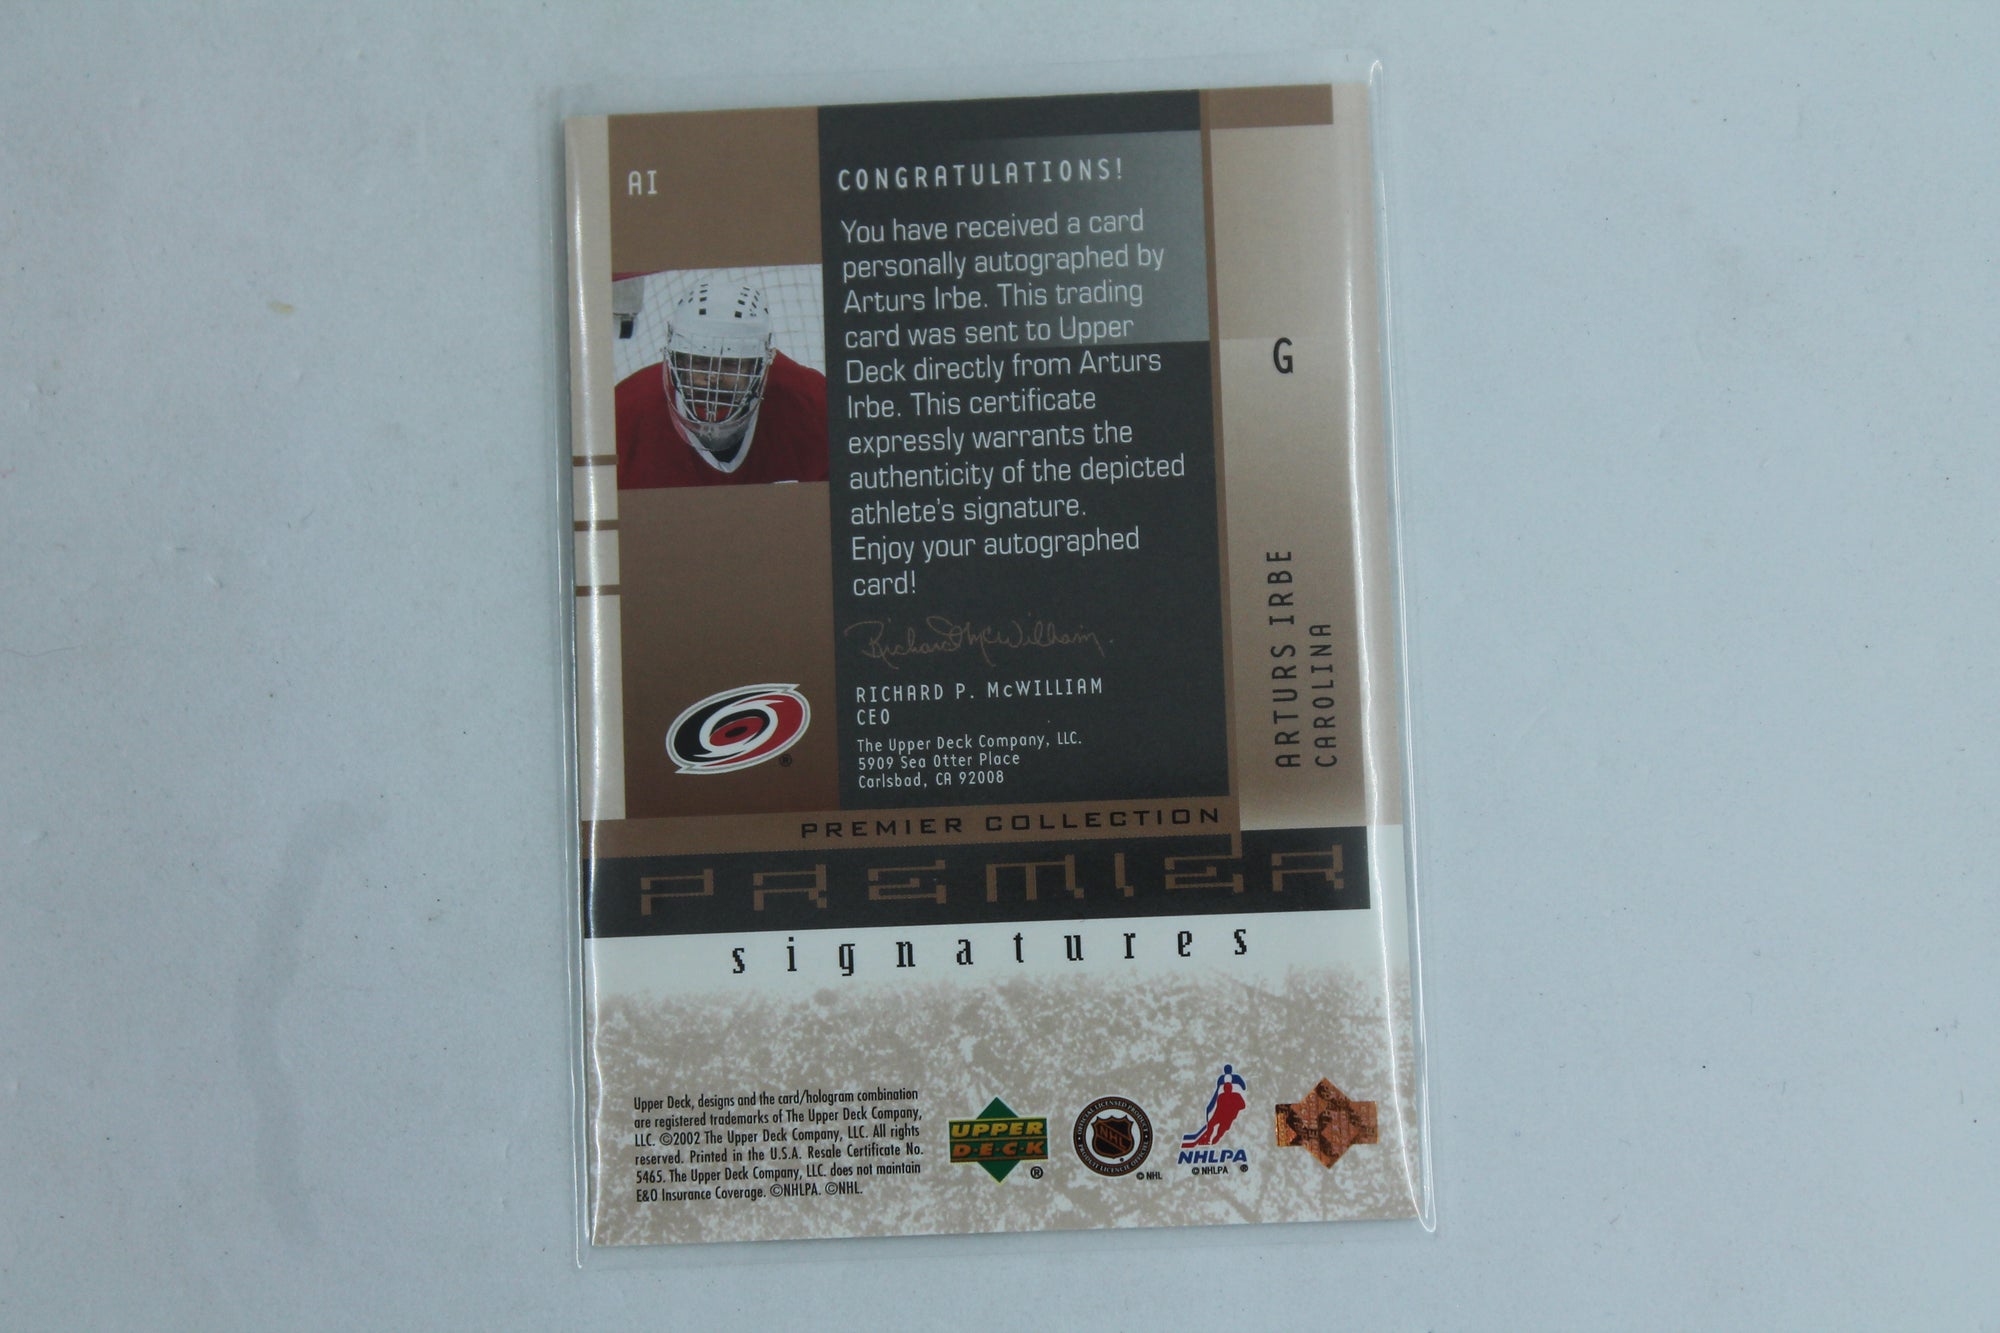 AI
CONGRATULATIONS!
You have received a card
personally autographed by
Arturs Irbe. This trading
card was sent to Upper
Deck directly from Arturs
Irbe. This certificate
expressly warrants the
authenticity of the depicted
athlete's signature.
Enjoy your autographed
card!
Richard McWilliam
RICHARD P. McWILLIAM
CEO
The Upper Deck Company, LLC.
5909 Sea Otter Place
Carlsbad, CA 92008
G
ARTURS IRBE
CAROLINA
PREMIER COLLECTION
PREMIER
signatures
Upper Deck, designs and the card/hologram combination
are registered trademarks of The Upper Deck Company,
LLC. ©2002 The Upper Deck Company, LLC. All rights
reserved. Printed in the U.S.A. Resale Certificate No.
5465. The Upper Deck Company, LLC. does not maintain
E&O Insurance Coverage. ©NHLPA. ©NHL.
UPPER
D·E·C·K
®
NHL
© NHL
NHLPA
© NHLPA ®
®